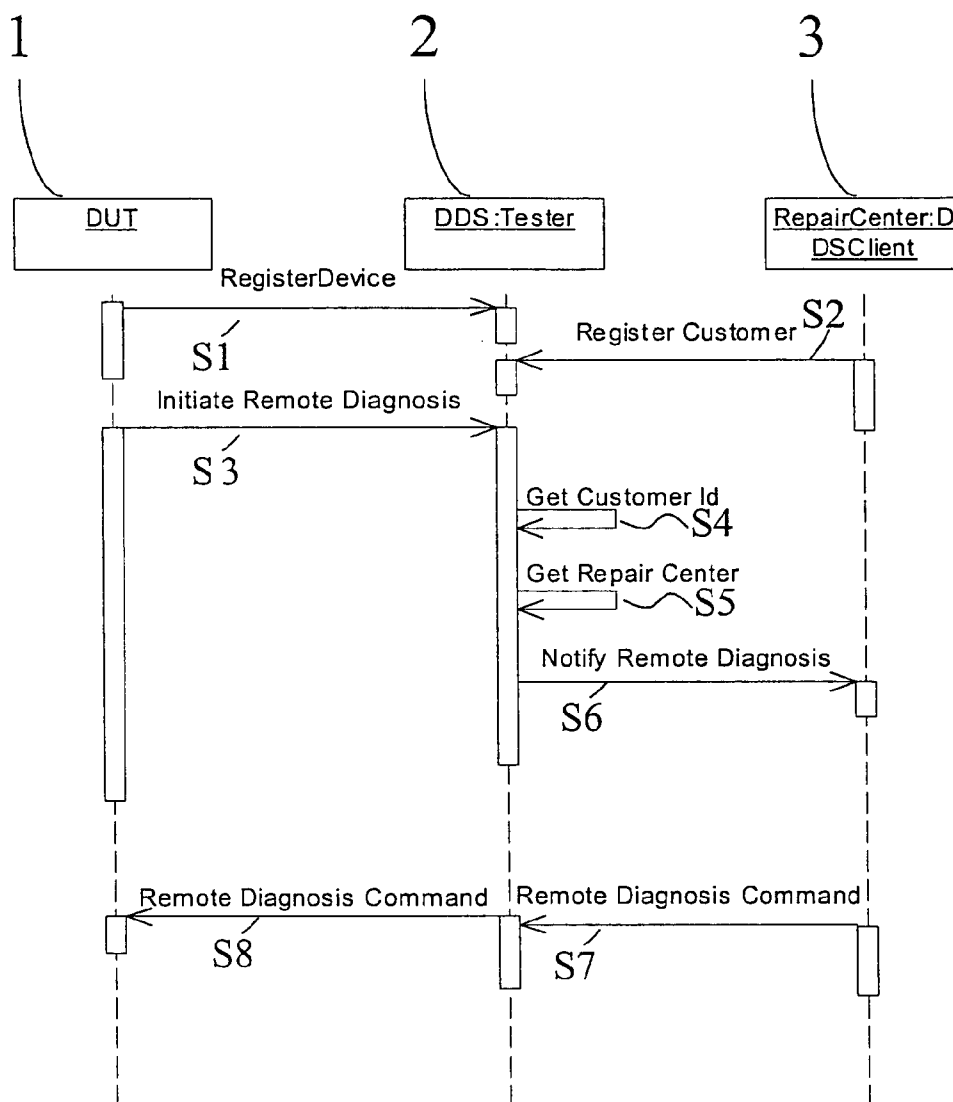 1
2
3
DUT
DDS:Tester
RepairCenter:D
DSClient
RegisterDevice
S1
Register Customer
S2
Initiate Remote Diagnosis
S3
Get Customer Id
S4
Get Repair Center
S5
Notify Remote Diagnosis
S6
Remote Diagnosis Command
Remote Diagnosis Command
S8
S7